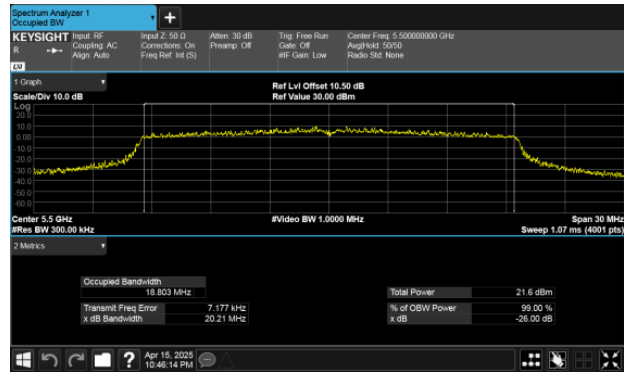 Spectrum Analyzer 1
Occupied BW
+
KEYSIGHT
R
LXI
Input: RF
Coupling: AC
Align: Auto
Input Z: 50 Ω
Corrections: On
Freq Ref: Int (S)
Atten: 30 dB
Preamp: Off
Trig: Free Run
Gate: Off
#IF Gain: Low
Center Freq: 5.500000000 GHz
Avg|Hold: 50/50
Radio Std: None
1 Graph
Scale/Div 10.0 dB
Ref Lvl Offset 10.50 dB
Ref Value 30.00 dBm
Log
20.0
10.0
0.00
-10.0
-20.0
-30.0
-40.0
-50.0
-60.0
Center 5.5 GHz
#Res BW 300.00 kHz
#Video BW 1.0000 MHz
Span 30 MHz
Sweep 1.07 ms (4001 pts)
2 Metrics
Occupied Bandwidth
18.803 MHz
Transmit Freq Error 7.177 kHz
x dB Bandwidth 20.21 MHz
Total Power 21.6 dBm
% of OBW Power 99.00 %
x dB -26.00 dB
?
Apr 15, 2025
10:46:14 PM